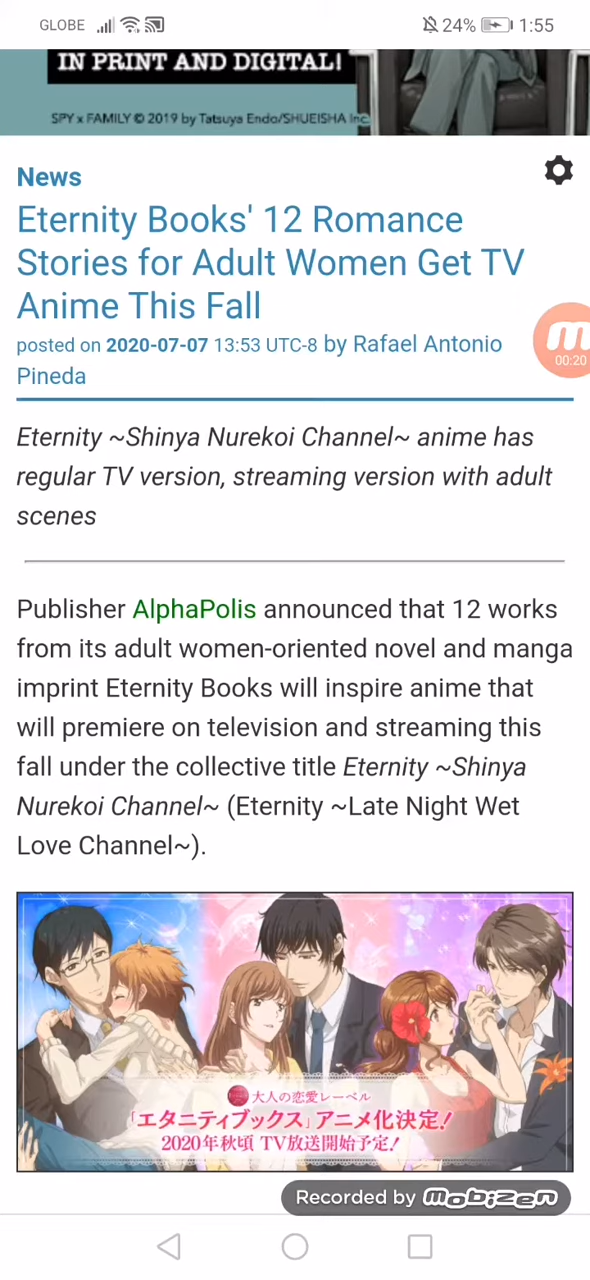 GLOBE 24% 1:55
IN PRINT AND DIGITAL!
SPY x FAMILY © 2019 by Tatsuya Endo/SHUEISHA Inc.
News
Eternity Books' 12 Romance
Stories for Adult Women Get TV
Anime This Fall
posted on 2020-07-07 13:53 UTC-8 by Rafael Antonio
Pineda
00:20
Eternity ~Shinya Nurekoi Channel~ anime has
regular TV version, streaming version with adult
scenes
Publisher AlphaPolis announced that 12 works
from its adult women-oriented novel and manga
imprint Eternity Books will inspire anime that
will premiere on television and streaming this
fall under the collective title Eternity ~Shinya
Nurekoi Channel~ (Eternity ~Late Night Wet
Love Channel~).
大人の恋愛レーベル
「エタニティブックス」アニメ化決定!
2020年秋頃 TV放送開始予定!
Recorded by mobizen